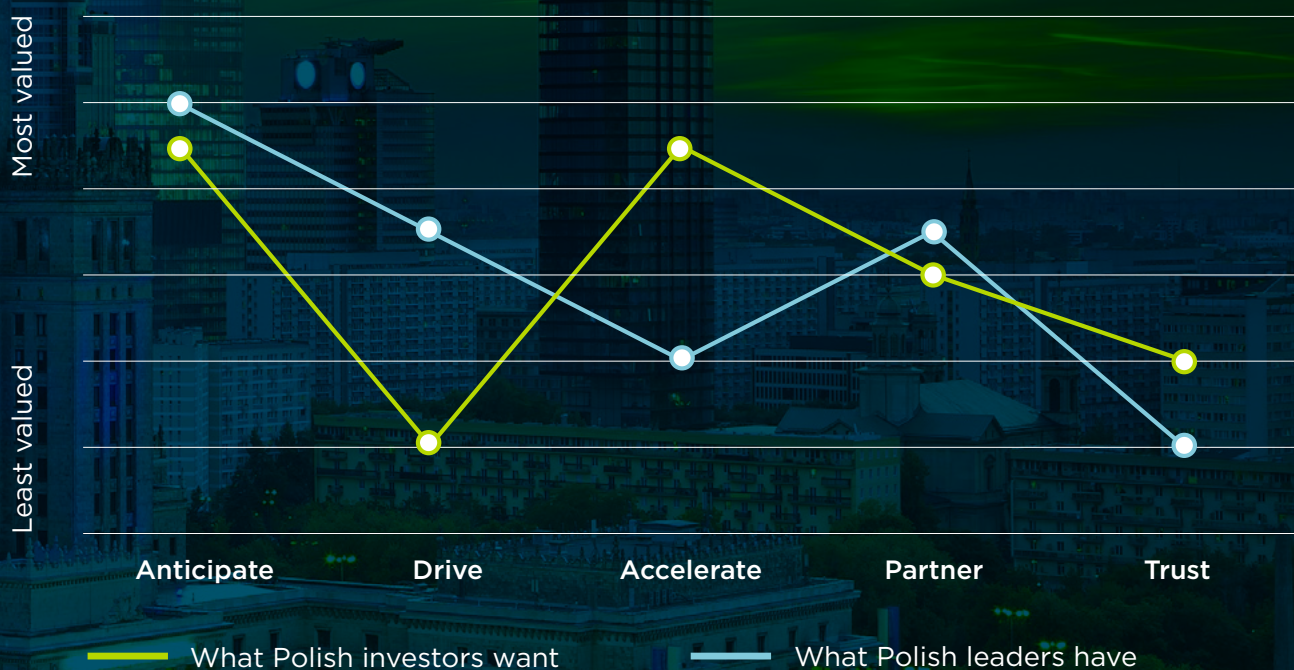 Most valued
Least valued
Anticipate
Drive
Accelerate
Partner
Trust
What Polish investors want
What Polish leaders have